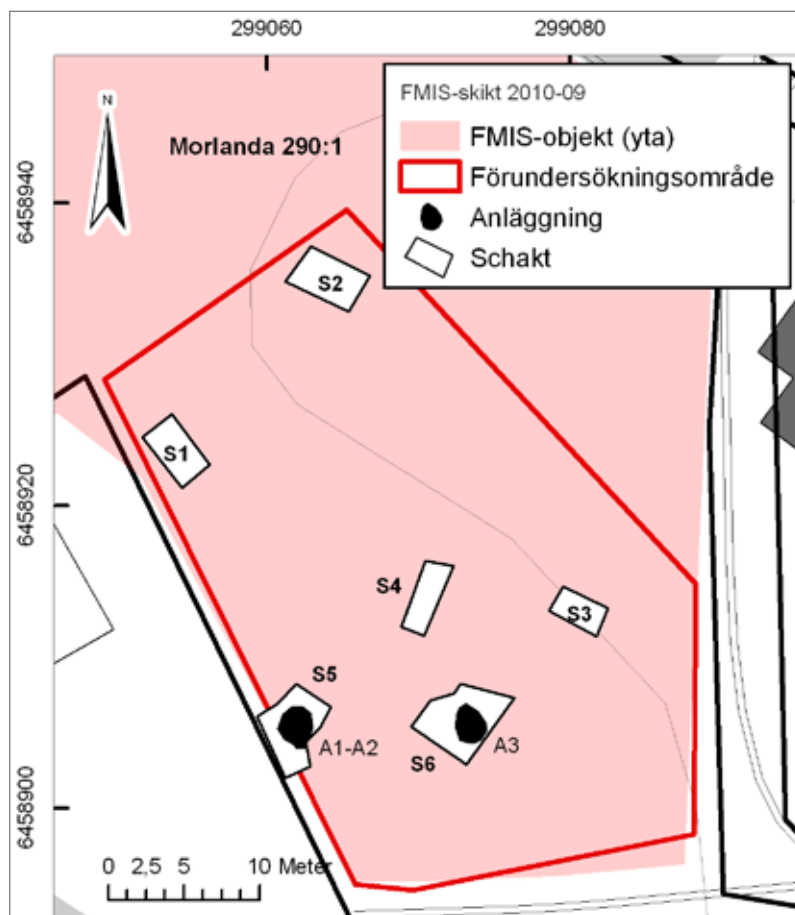 299060
299080
FMIS-skikt 2010-09
FMIS-objekt (yta)
Förundersökningsområde
Anläggning
Schakt
N
Morlanda 290:1
6458940
S2
S1
6458920
S4
S3
S5
A1-A2
S6
A3
6458900
0 2,5 5 10 Meter